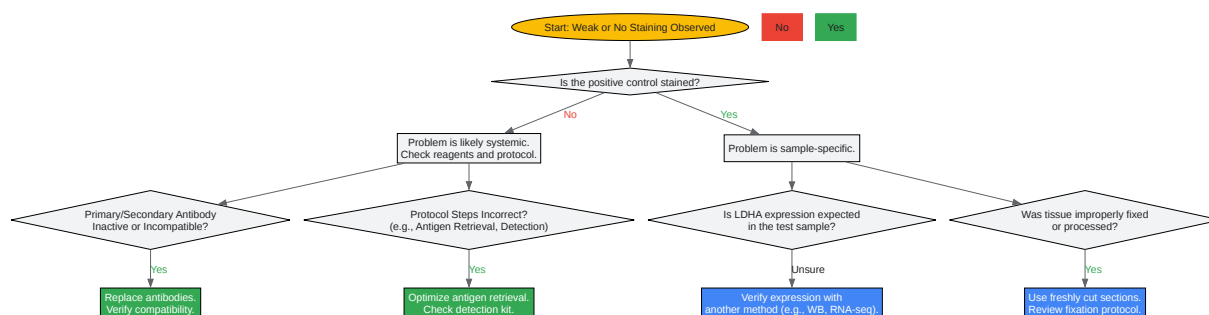 Start: Weak or No Staining Observed
No
Yes
Is the positive control stained?
No
Yes
Problem is likely systemic.
Check reagents and protocol.
Problem is sample-specific.
Primary/Secondary Antibody
Inactive or Incompatible?
Protocol Steps Incorrect?
(e.g., Antigen Retrieval, Detection)
Is LDHA expression expected
in the test sample?
Was tissue improperly fixed
or processed?
Yes
Yes
Unsure
Yes
Replace antibodies.
Verify compatibility.
Optimize antigen retrieval.
Check detection kit.
Verify expression with
another method (e.g., WB, RNA-seq).
Use freshly cut sections.
Review fixation protocol.